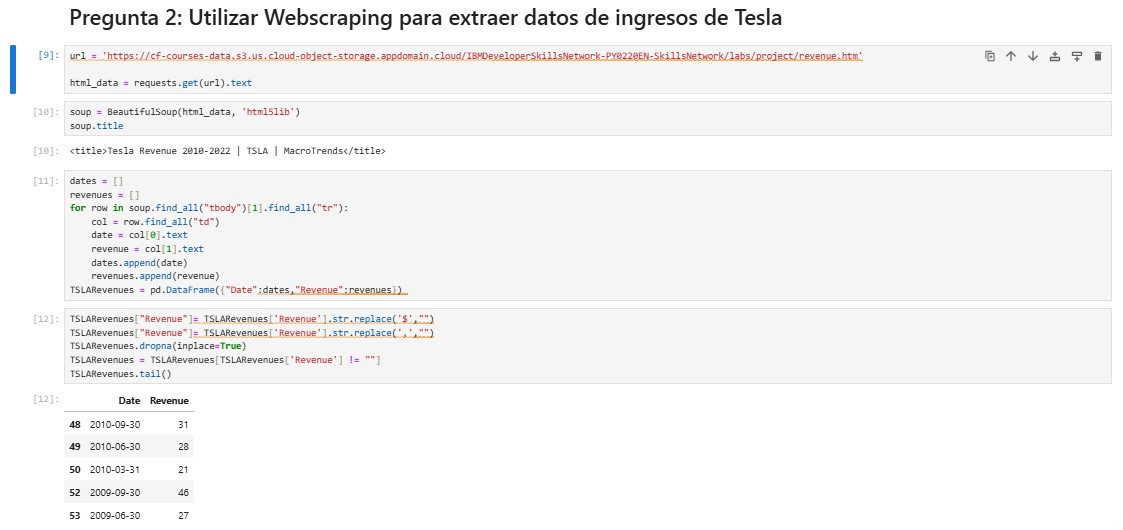 Pregunta 2: Utilizar Webscraping para extraer datos de ingresos de Tesla
[9]:
url = 'https://cf-courses-data.s3.us.cloud-object-storage.appdomain.cloud/IBMDeveloperSkillsNetwork-PY0220EN-SkillsNetwork/labs/project/revenue.htm'
html_data = requests.get(url).text
[10]:
soup = BeautifulSoup(html_data, 'html5lib')
soup.title
[10]: <title>Tesla Revenue 2010-2022 | TSLA | MacroTrends</title>
[11]:
dates = []
revenues = []
for row in soup.find_all("tbody")[1].find_all("tr"):
    col = row.find_all("td")
    date = col[0].text
    revenue = col[1].text
    dates.append(date)
    revenues.append(revenue)
TSLARevenues = pd.DataFrame({"Date":dates,"Revenue":revenues})
[12]:
TSLARevenues["Revenue"]= TSLARevenues['Revenue'].str.replace('$',"")
TSLARevenues["Revenue"]= TSLARevenues['Revenue'].str.replace(',',"")
TSLARevenues.dropna(inplace=True)
TSLARevenues = TSLARevenues[TSLARevenues['Revenue'] != ""]
TSLARevenues.tail()
[12]:
Date Revenue
48 2010-09-30 31
49 2010-06-30 28
50 2010-03-31 21
52 2009-09-30 46
53 2009-06-30 27